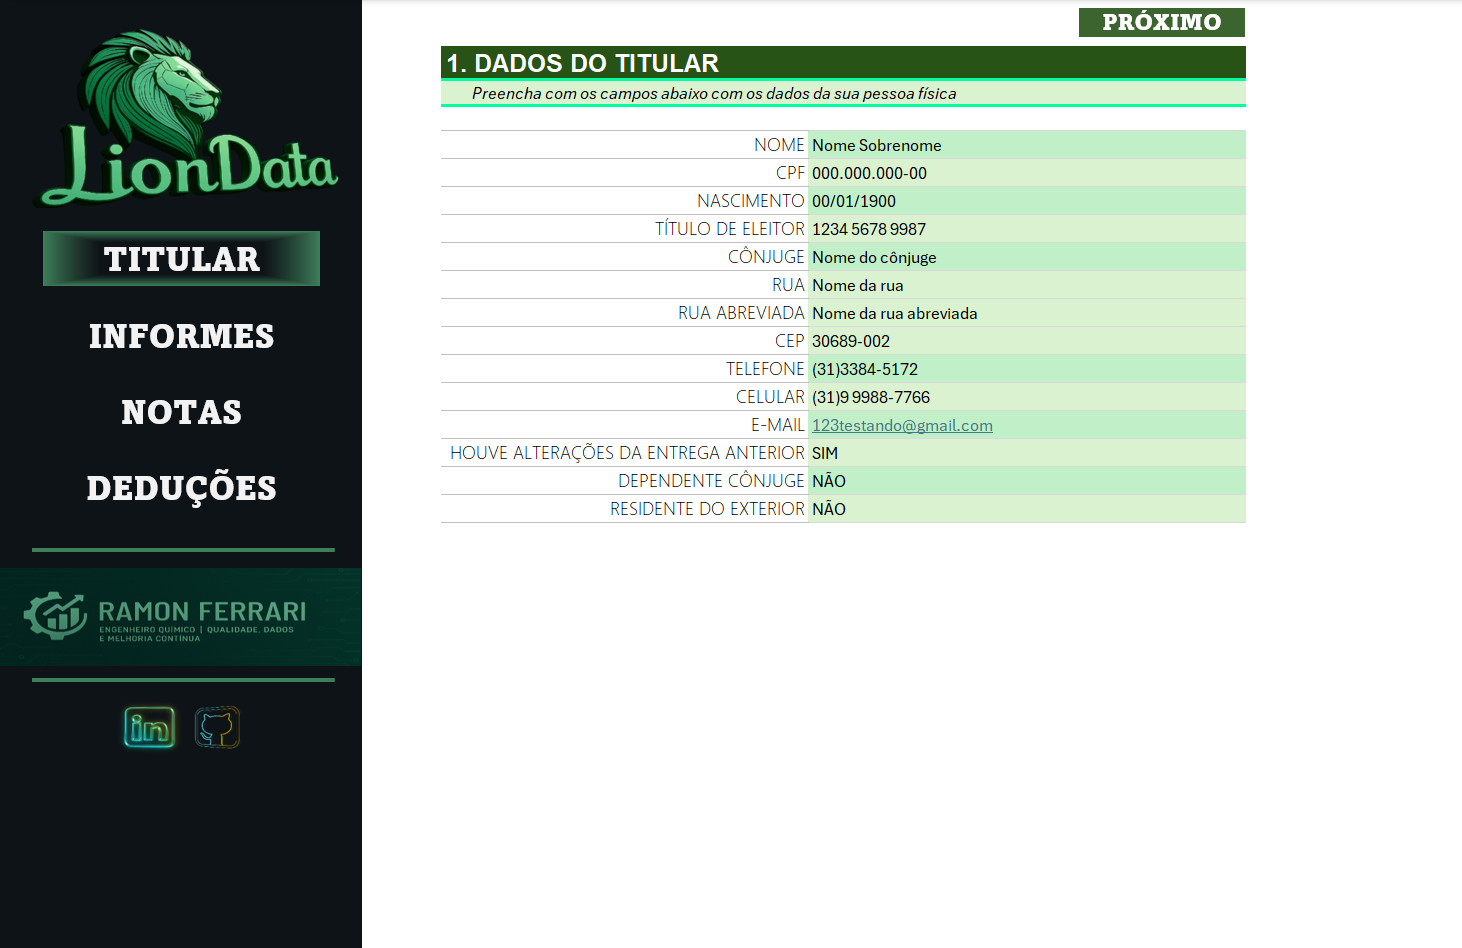 LionData
TITULAR
INFORMES
NOTAS
DEDUÇÕES
RAMON FERRARI
ENGENHEIRO QUÍMICO | QUALIDADE, DADOS
E MELHORIA CONTÍNUA
in
PRÓXIMO
1. DADOS DO TITULAR
Preencha com os campos abaixo com os dados da sua pessoa física
NOME Nome Sobrenome
CPF 000.000.000-00
NASCIMENTO 00/01/1900
TÍTULO DE ELEITOR 1234 5678 9987
CÔNJUGE Nome do cônjuge
RUA Nome da rua
RUA ABREVIADA Nome da rua abreviada
CEP 30689-002
TELEFONE (31)3384-5172
CELULAR (31)9 9988-7766
E-MAIL 123testando@gmail.com
HOUVE ALTERAÇÕES DA ENTREGA ANTERIOR SIM
DEPENDENTE CÔNJUGE NÃO
RESIDENTE DO EXTERIOR NÃO